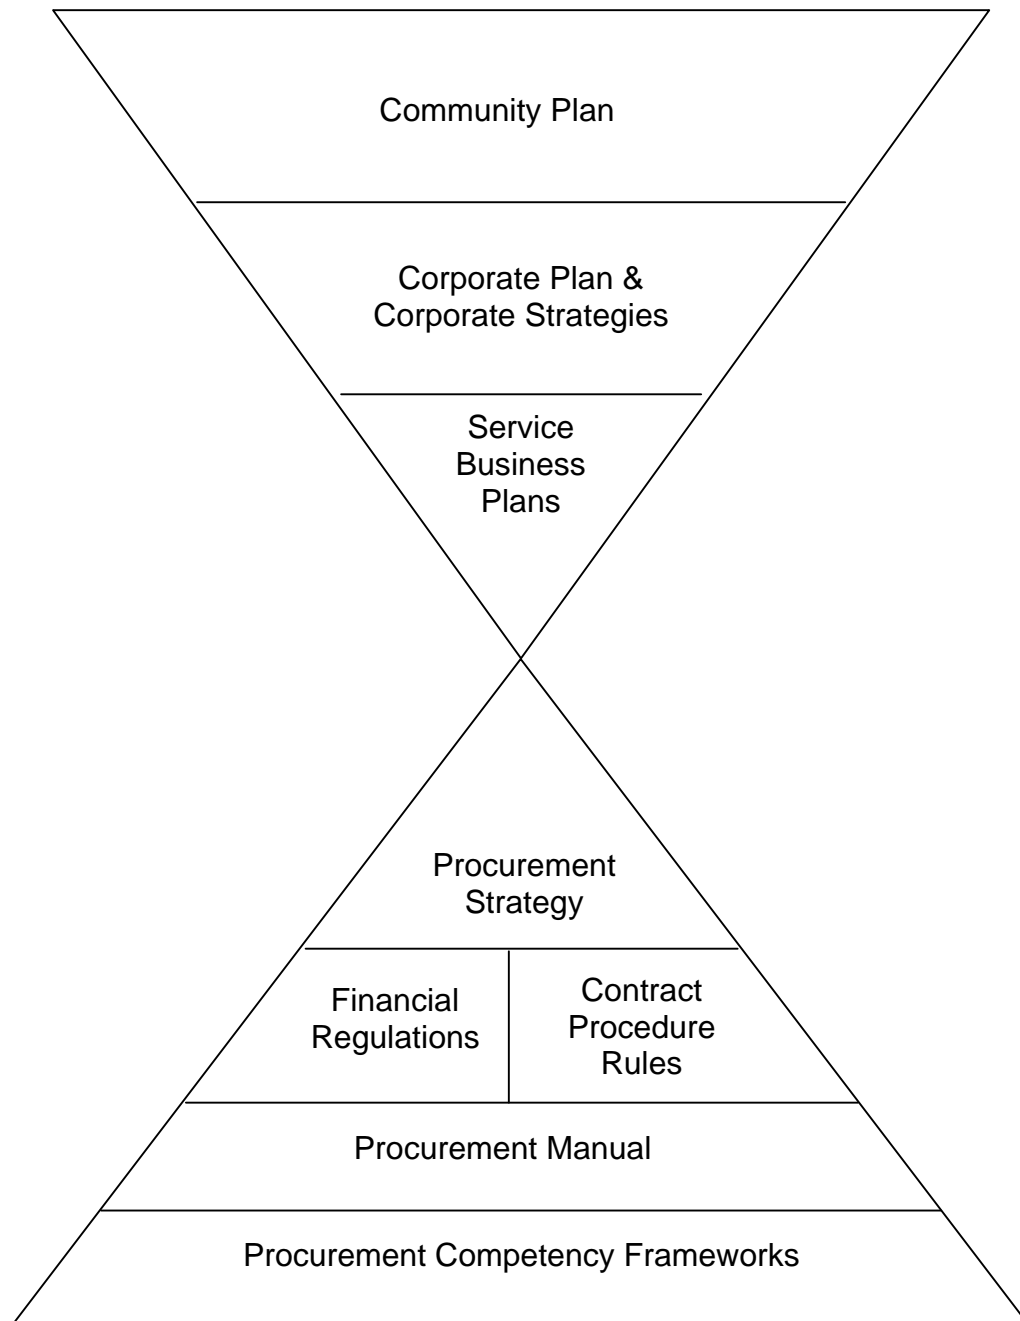 Community Plan
Corporate Plan &
Corporate Strategies
Service
Business
Plans
Procurement
Strategy
Financial
Regulations
Contract
Procedure
Rules
Procurement Manual
Procurement Competency Frameworks